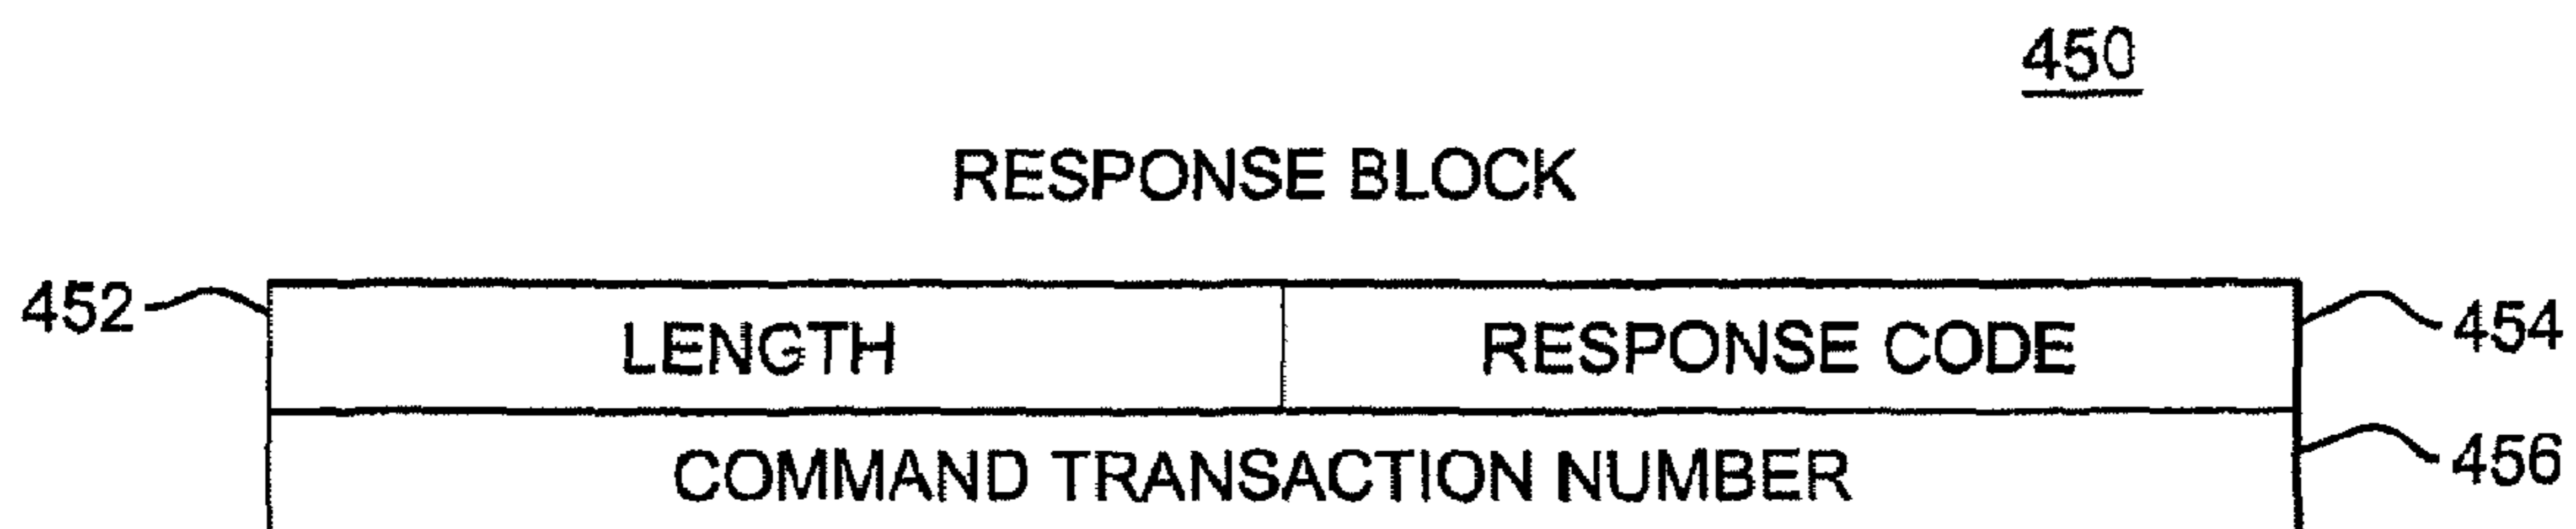 450
RESPONSE BLOCK
452 LENGTH RESPONSE CODE 454
COMMAND TRANSACTION NUMBER 456